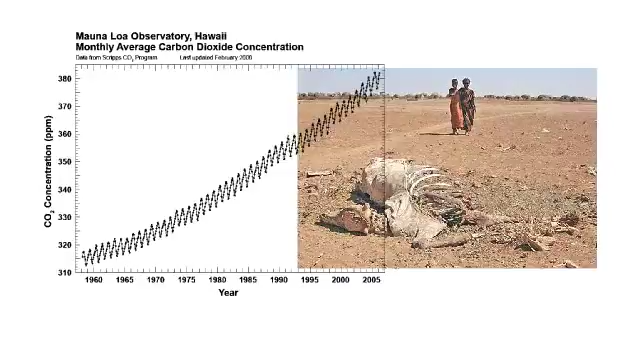 Mauna Loa Observatory, Hawaii
Monthly Average Carbon Dioxide Concentration
Data from Scripps CO₂ Program Last updated February 2006
CO₂ Concentration (ppm)
380
370
360
350
340
330
320
310
1960 1965 1970 1975 1980 1985 1990 1995 2000 2005
Year